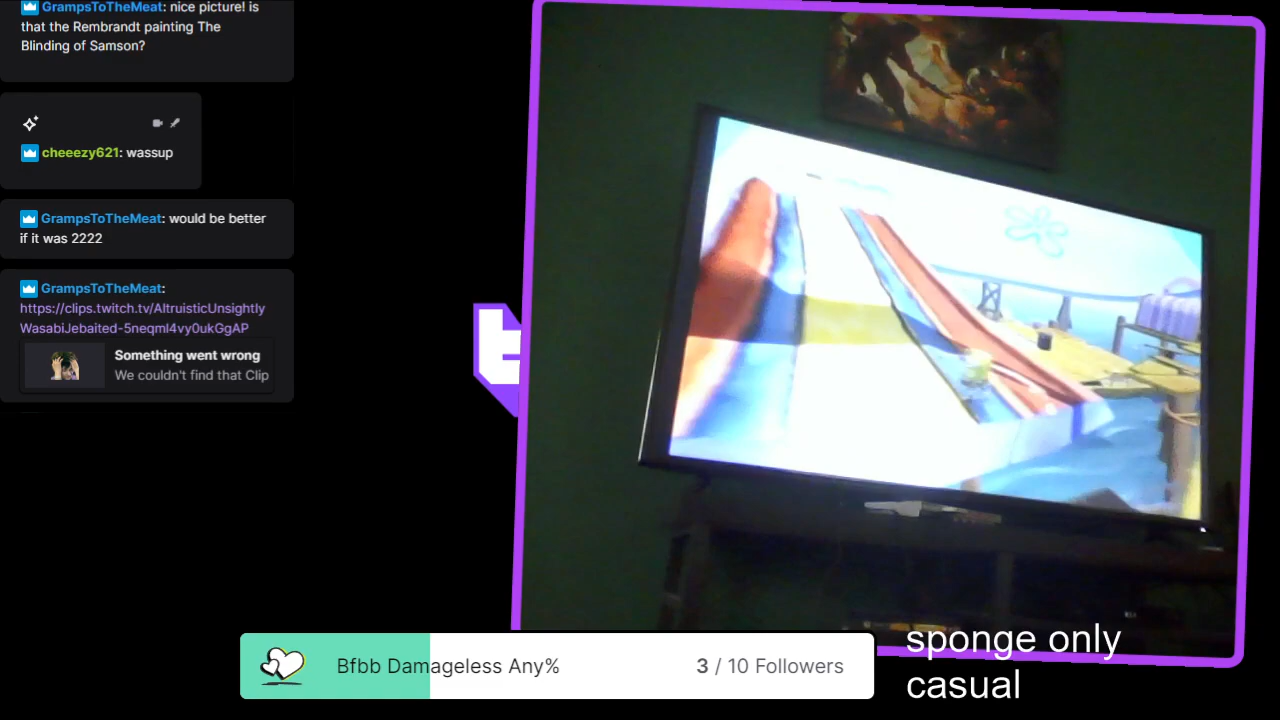 GrampsToTheMeat: nice picture! is
that the Rembrandt painting The
Blinding of Samson?
cheeezy621: wassup
GrampsToTheMeat: would be better
if it was 2222
GrampsToTheMeat:
https://clips.twitch.tv/AltruisticUnsightly
WasabiJebaited-5neqml4vy0ukGgAP
Something went wrong
We couldn't find that Clip
Bfbb Damageless Any% 3 / 10 Followers
sponge only
casual